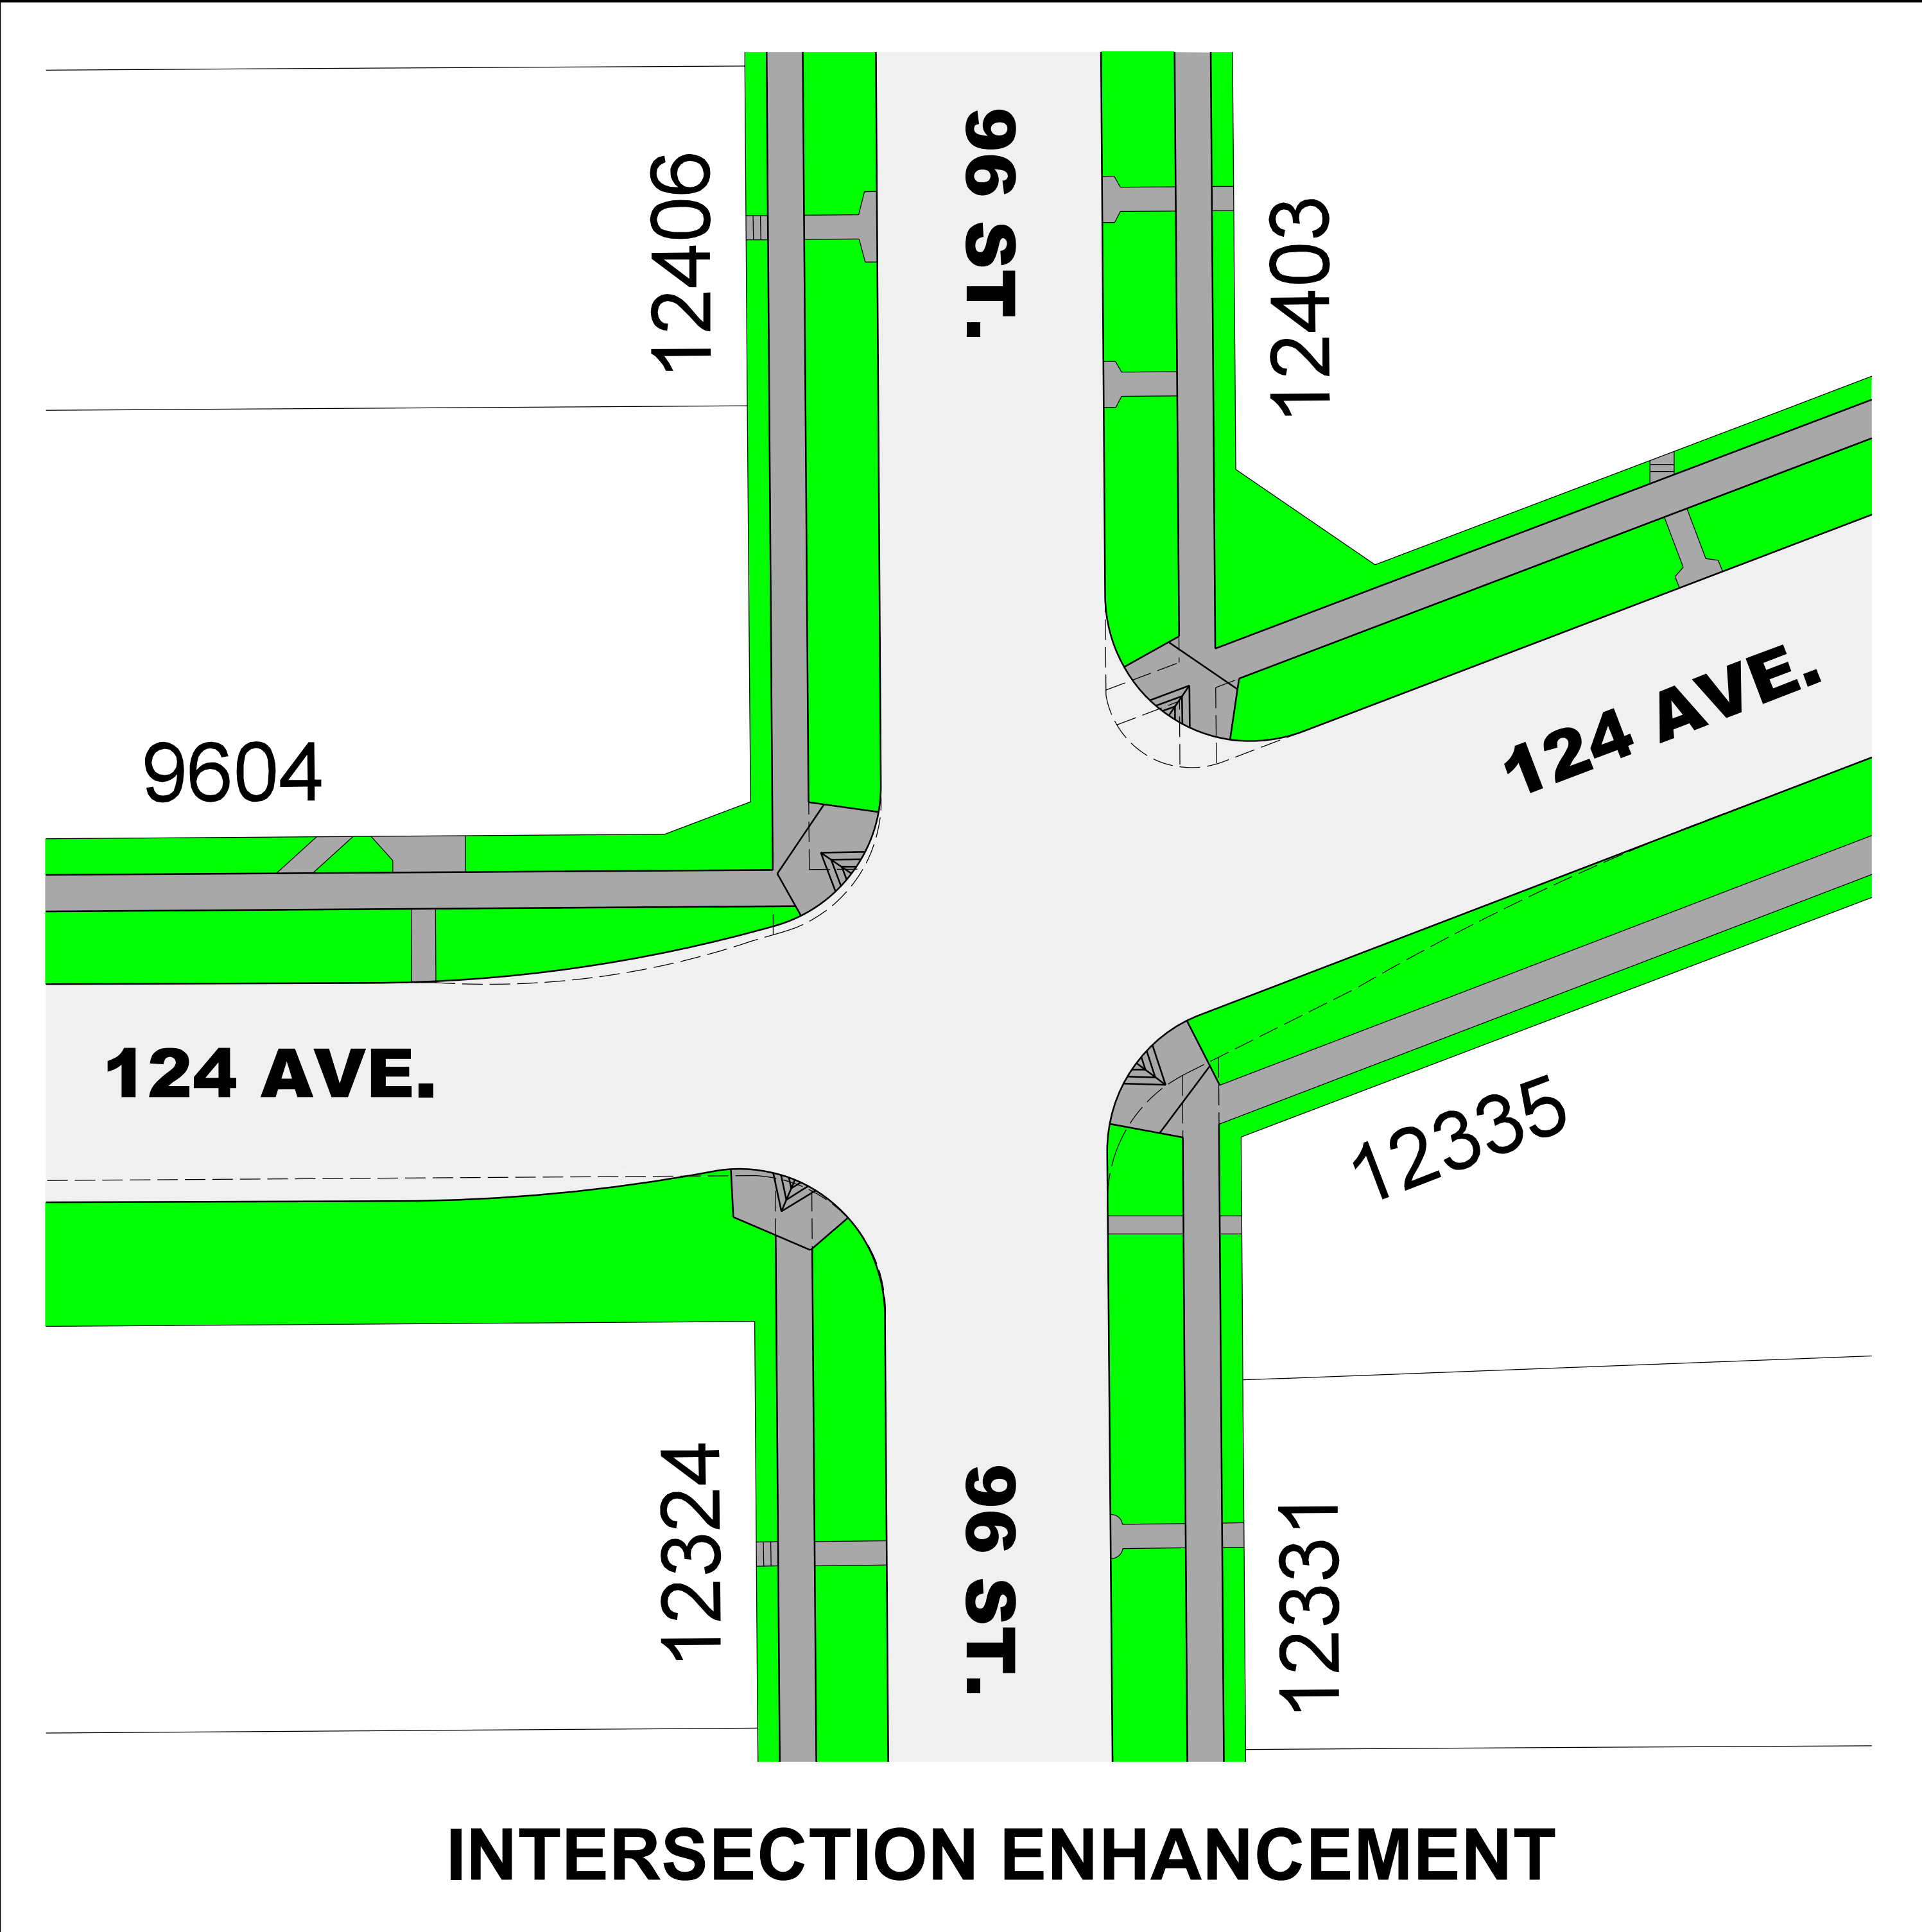 96 ST.
12406
12403
124 AVE.
9604
124 AVE.
12335
12324
96 ST.
12331
INTERSECTION ENHANCEMENT